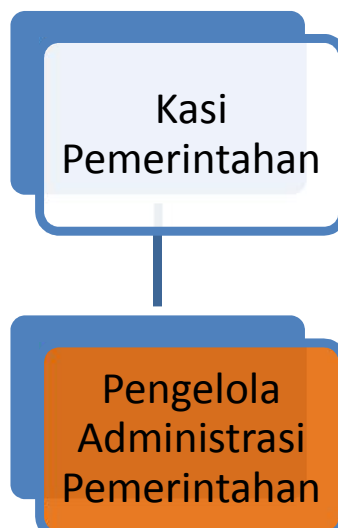 Kasi
Pemerintahan
Pengelola
Administrasi
Pemerintahan